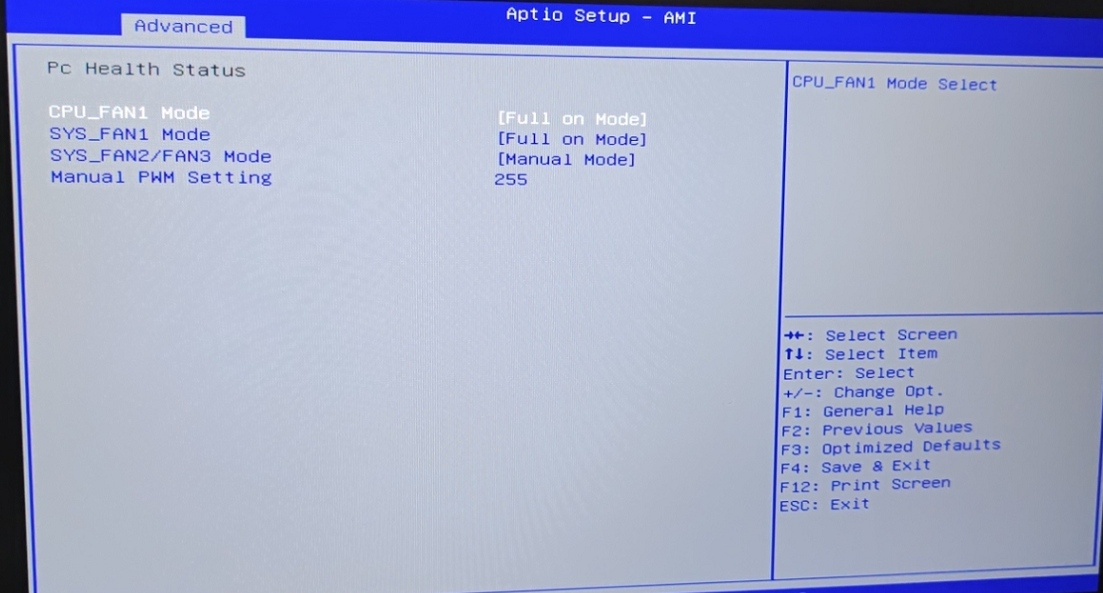 Aptio Setup - AMI
Advanced
Pc Health Status
CPU_FAN1 Mode [Full on Mode]
SYS_FAN1 Mode [Full on Mode]
SYS_FAN2/FAN3 Mode [Manual Mode]
Manual PWM Setting 255
CPU_FAN1 Mode Select
→←: Select Screen
↑↓: Select Item
Enter: Select
+/-: Change Opt.
F1: General Help
F2: Previous Values
F3: Optimized Defaults
F4: Save & Exit
F12: Print Screen
ESC: Exit